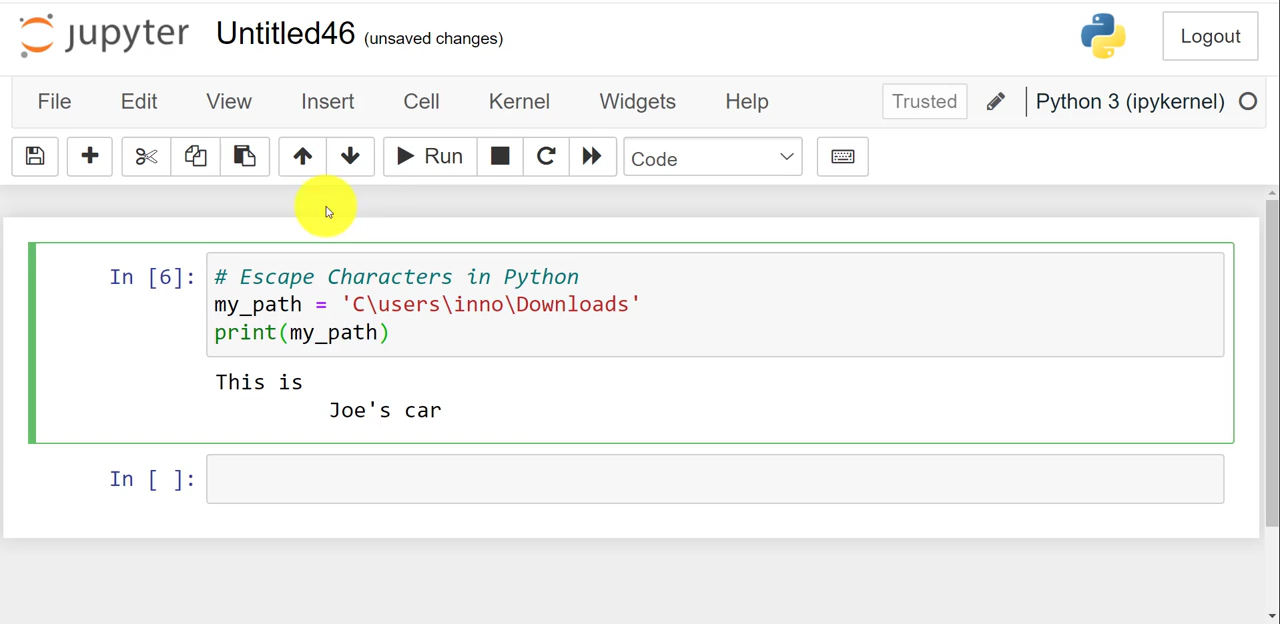 jupyter Untitled46 (unsaved changes) Logout
File Edit View Insert Cell Kernel Widgets Help Trusted Python 3 (ipykernel)
Run Code
In [6]: # Escape Characters in Python
my_path = 'C\users\inno\Downloads'
print(my_path)
This is
Joe's car
In [ ]: